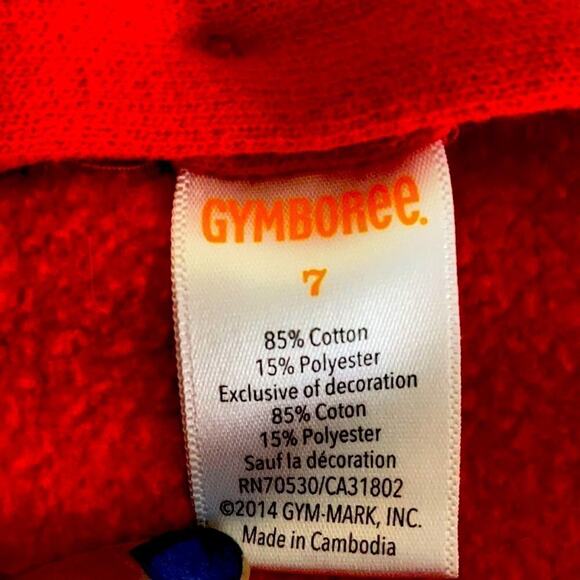 GYMBOREE.
7
85% Cotton
15% Polyester
Exclusive of decoration
85% Coton
15% Polyester
Sauf la décoration
RN70530/CA31802
©2014 GYM-MARK, INC.
Made in Cambodia